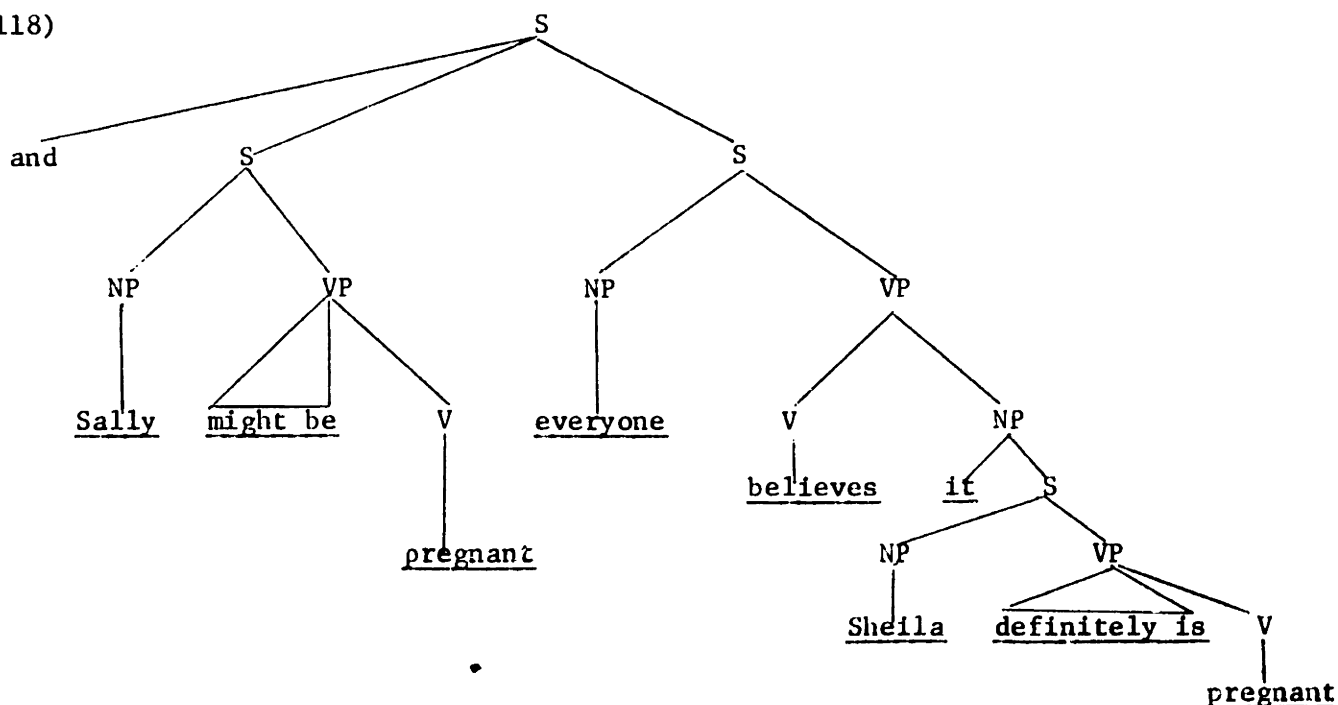 118)
S
and S S
NP VP NP VP
Sally might be V everyone V NP
believes it S
pregnant NP VP
Sheila definitely is V
pregnant